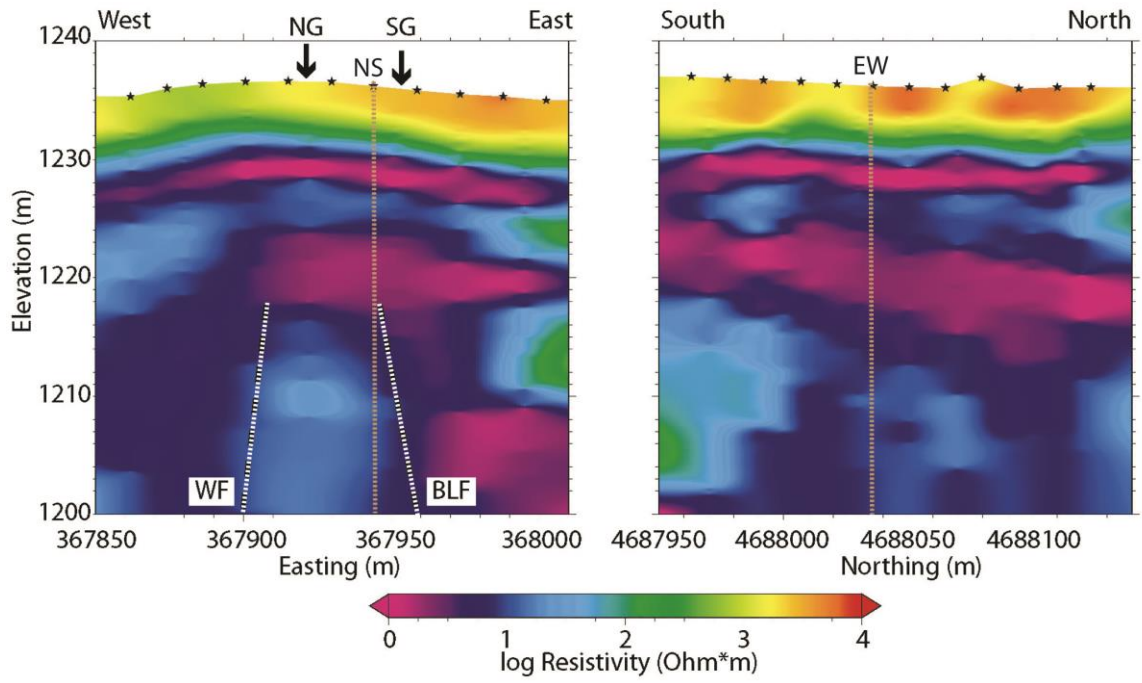 West NG SG East
NS
South North
EW
Elevation (m)
1240
1230
1220
1210
1200
WF
BLF
367850 367900 367950 368000
Easting (m)
4687950 4688000 4688050 4688100
Northing (m)
0 1 2 3 4
log Resistivity (Ohm*m)